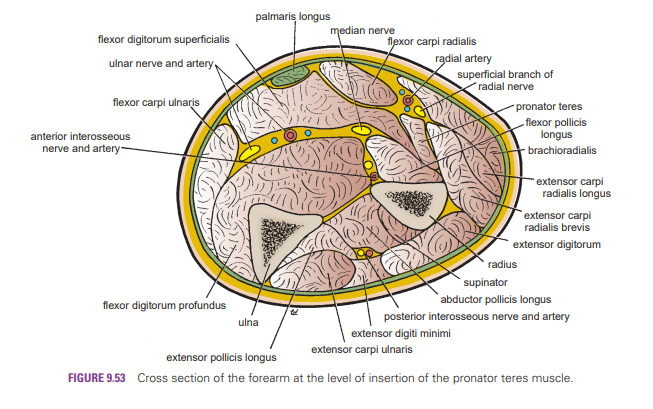 palmaris longus
median nerve
flexor digitorum superficialis
flexor carpi radialis
ulnar nerve and artery
radial artery
superficial branch of
radial nerve
flexor carpi ulnaris
pronator teres
flexor pollicis
longus
anterior interosseous
nerve and artery
brachioradialis
extensor carpi
radialis longus
extensor carpi
radialis brevis
extensor digitorum
radius
supinator
abductor pollicis longus
flexor digitorum profundus
posterior interosseous nerve and artery
ulna
extensor digiti minimi
extensor carpi ulnaris
extensor pollicis longus
FIGURE 9.53 Cross section of the forearm at the level of insertion of the pronator teres muscle.